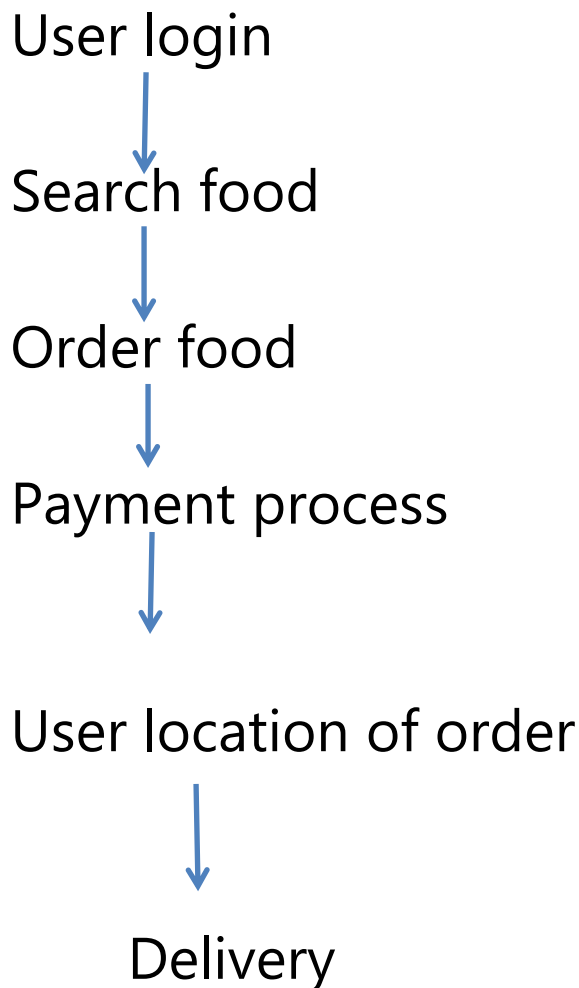 User login
Search food
Order food
Payment process
User location of order
Delivery